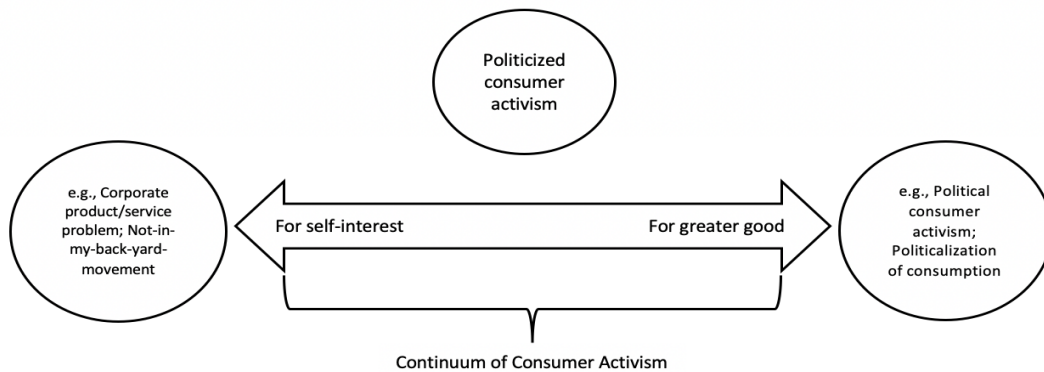 Politicized
consumer
activism
e.g., Corporate
product/service
problem; Not-in-
my-back-yard-
movement
For self-interest
For greater good
e.g., Political
consumer
activism;
Politicalization
of consumption
Continuum of Consumer Activism